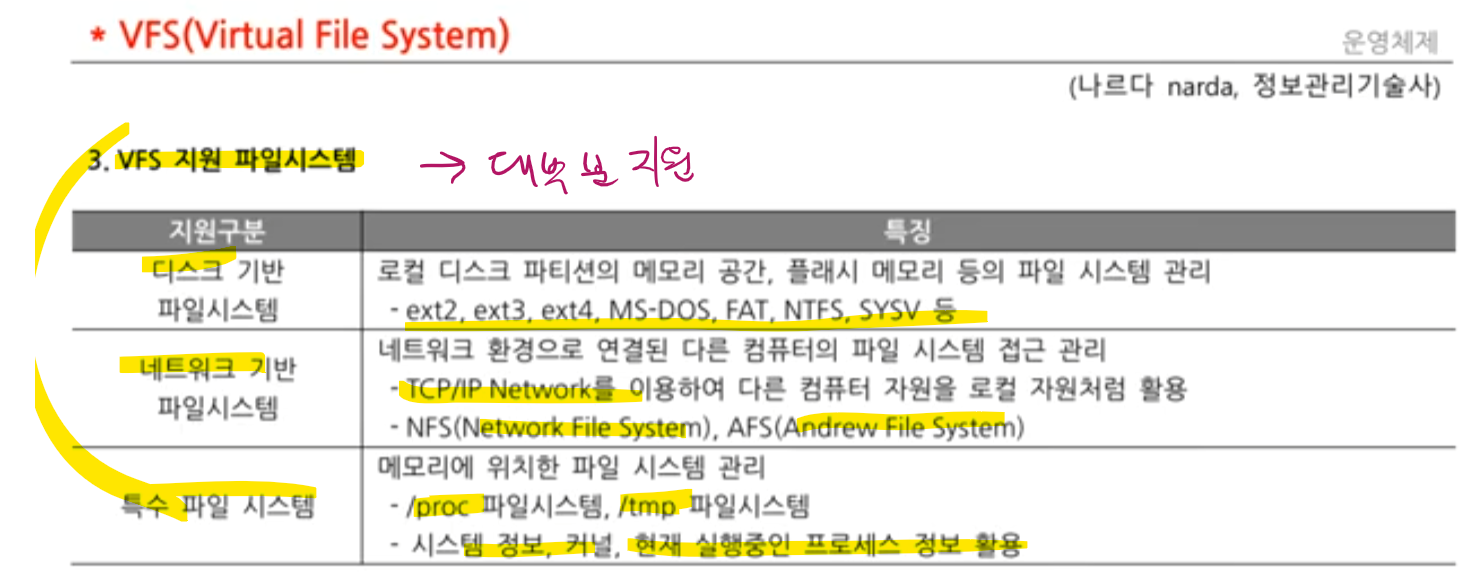 * VFS(Virtual File System)
운영체제
(나르다 narda, 정보관리기술사)
3. VFS 지원 파일시스템 → 대부분 지원
지원구분 특징
디스크 기반
파일시스템
로컬 디스크 파티션의 메모리 공간, 플래시 메모리 등의 파일 시스템 관리
- ext2, ext3, ext4, MS-DOS, FAT, NTFS, SYSV 등
네트워크 기반
파일시스템
네트워크 환경으로 연결된 다른 컴퓨터의 파일 시스템 접근 관리
- TCP/IP Network를 이용하여 다른 컴퓨터 자원을 로컬 자원처럼 활용
- NFS(Network File System), AFS(Andrew File System)
특수 파일 시스템
메모리에 위치한 파일 시스템 관리
- /proc 파일시스템, /tmp 파일시스템
- 시스템 정보, 커널, 현재 실행중인 프로세스 정보 활용